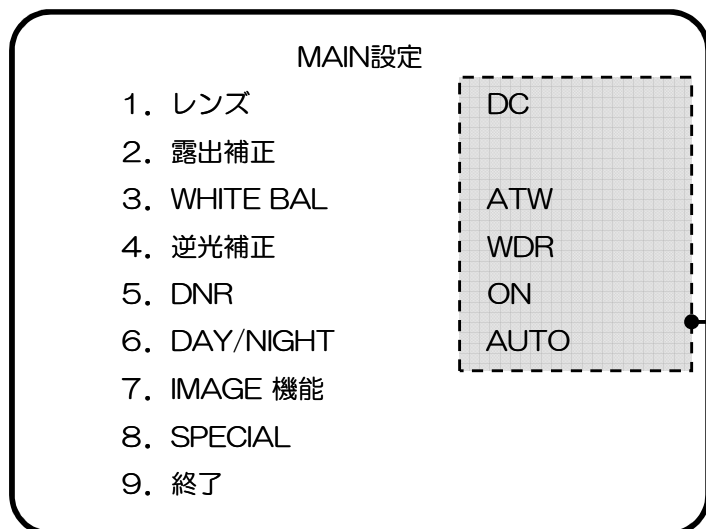 MAIN設定
1. レンズ DC
2. 露出補正
3. WHITE BAL ATW
4. 逆光補正 WDR
5. DNR ON
6. DAY/NIGHT AUTO
7. IMAGE 機能
8. SPECIAL
9. 終了